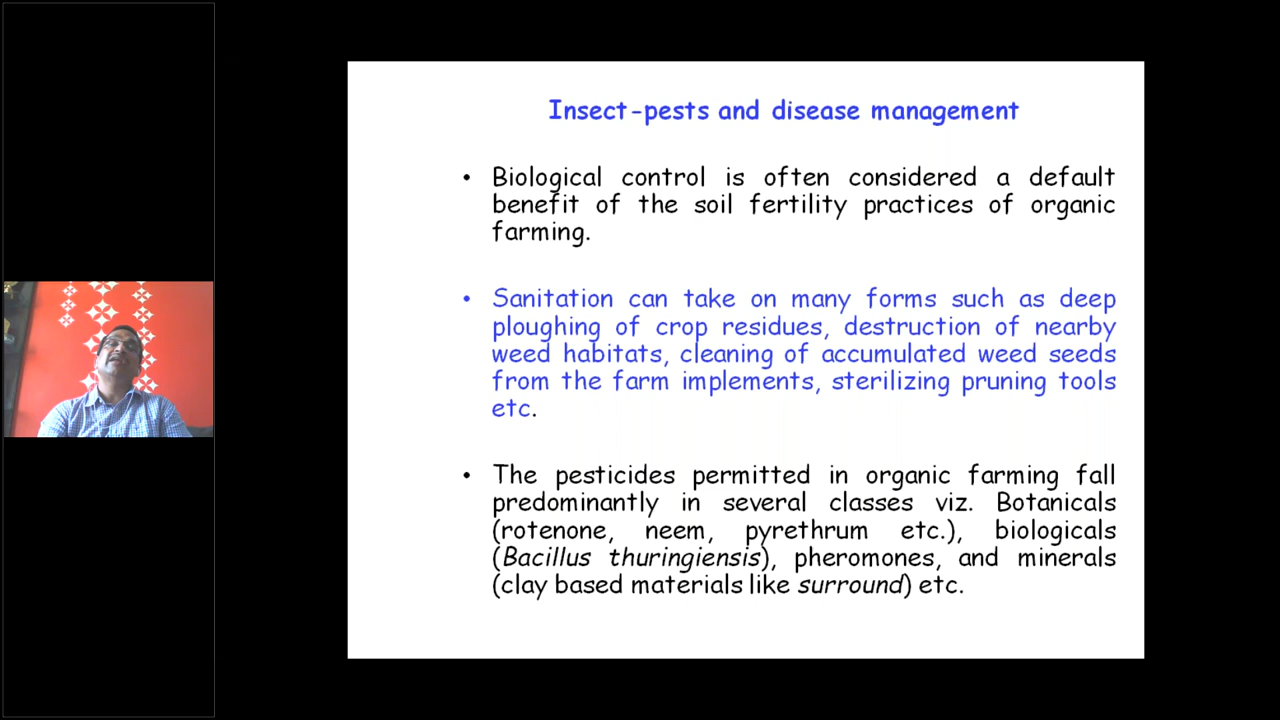 Insect-pests and disease management
• Biological control is often considered a default
benefit of the soil fertility practices of organic
farming.
• Sanitation can take on many forms such as deep
ploughing of crop residues, destruction of nearby
weed habitats, cleaning of accumulated weed seeds
from the farm implements, sterilizing pruning tools
etc.
• The pesticides permitted in organic farming fall
predominantly in several classes viz. Botanicals
(rotenone, neem, pyrethrum etc.), biologicals
(Bacillus thuringiensis), pheromones, and minerals
(clay based materials like surround) etc.